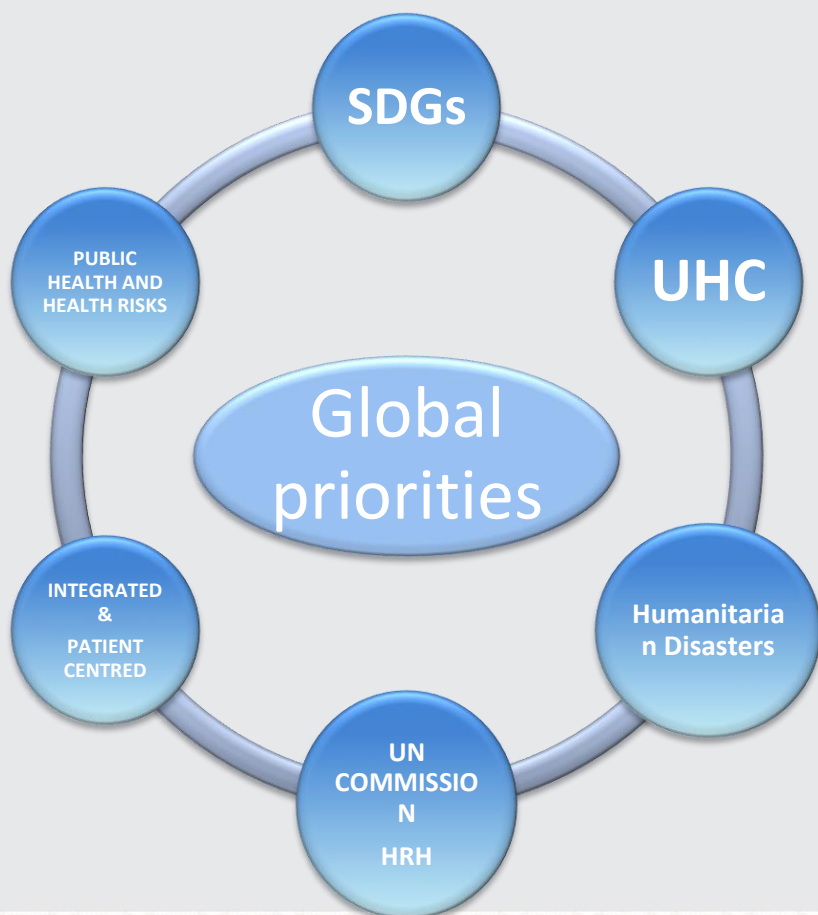 SDGs
UHC
Humanitaria
n Disasters
UN
COMMISSIO
N
HRH
INTEGRATED
&
PATIENT
CENTRED
PUBLIC
HEALTH AND
HEALTH RISKS
Global
priorities